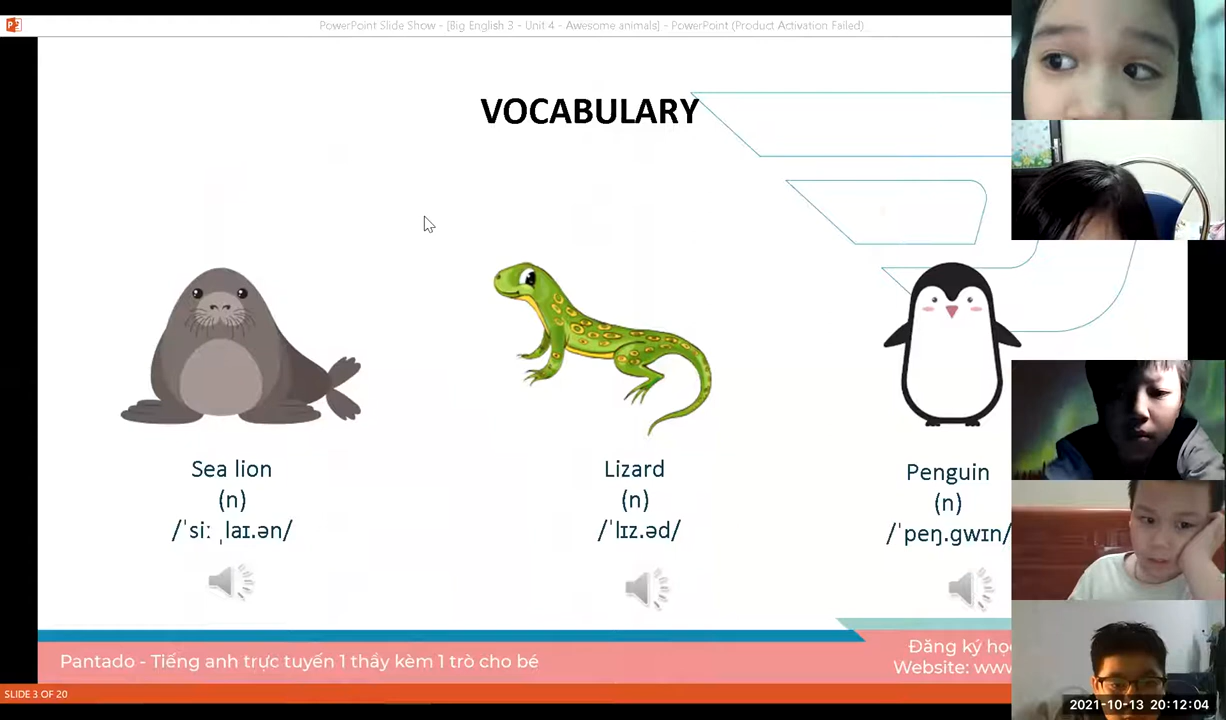 PowerPoint Slide Show - [Big English 3 - Unit 4 - Awesome animals] - PowerPoint (Product Activation Failed)
VOCABULARY
Sea lion
(n)
/ˈsiː ˌlaɪ.ən/
Lizard
(n)
/ˈlɪz.əd/
Penguin
(n)
/ˈpeŋ.gwɪn/
Pantado - Tiếng anh trực tuyến 1 thầy kèm 1 trò cho bé
Đăng ký học
Website: www
SLIDE 3 OF 20
2021-10-13 20:12:04